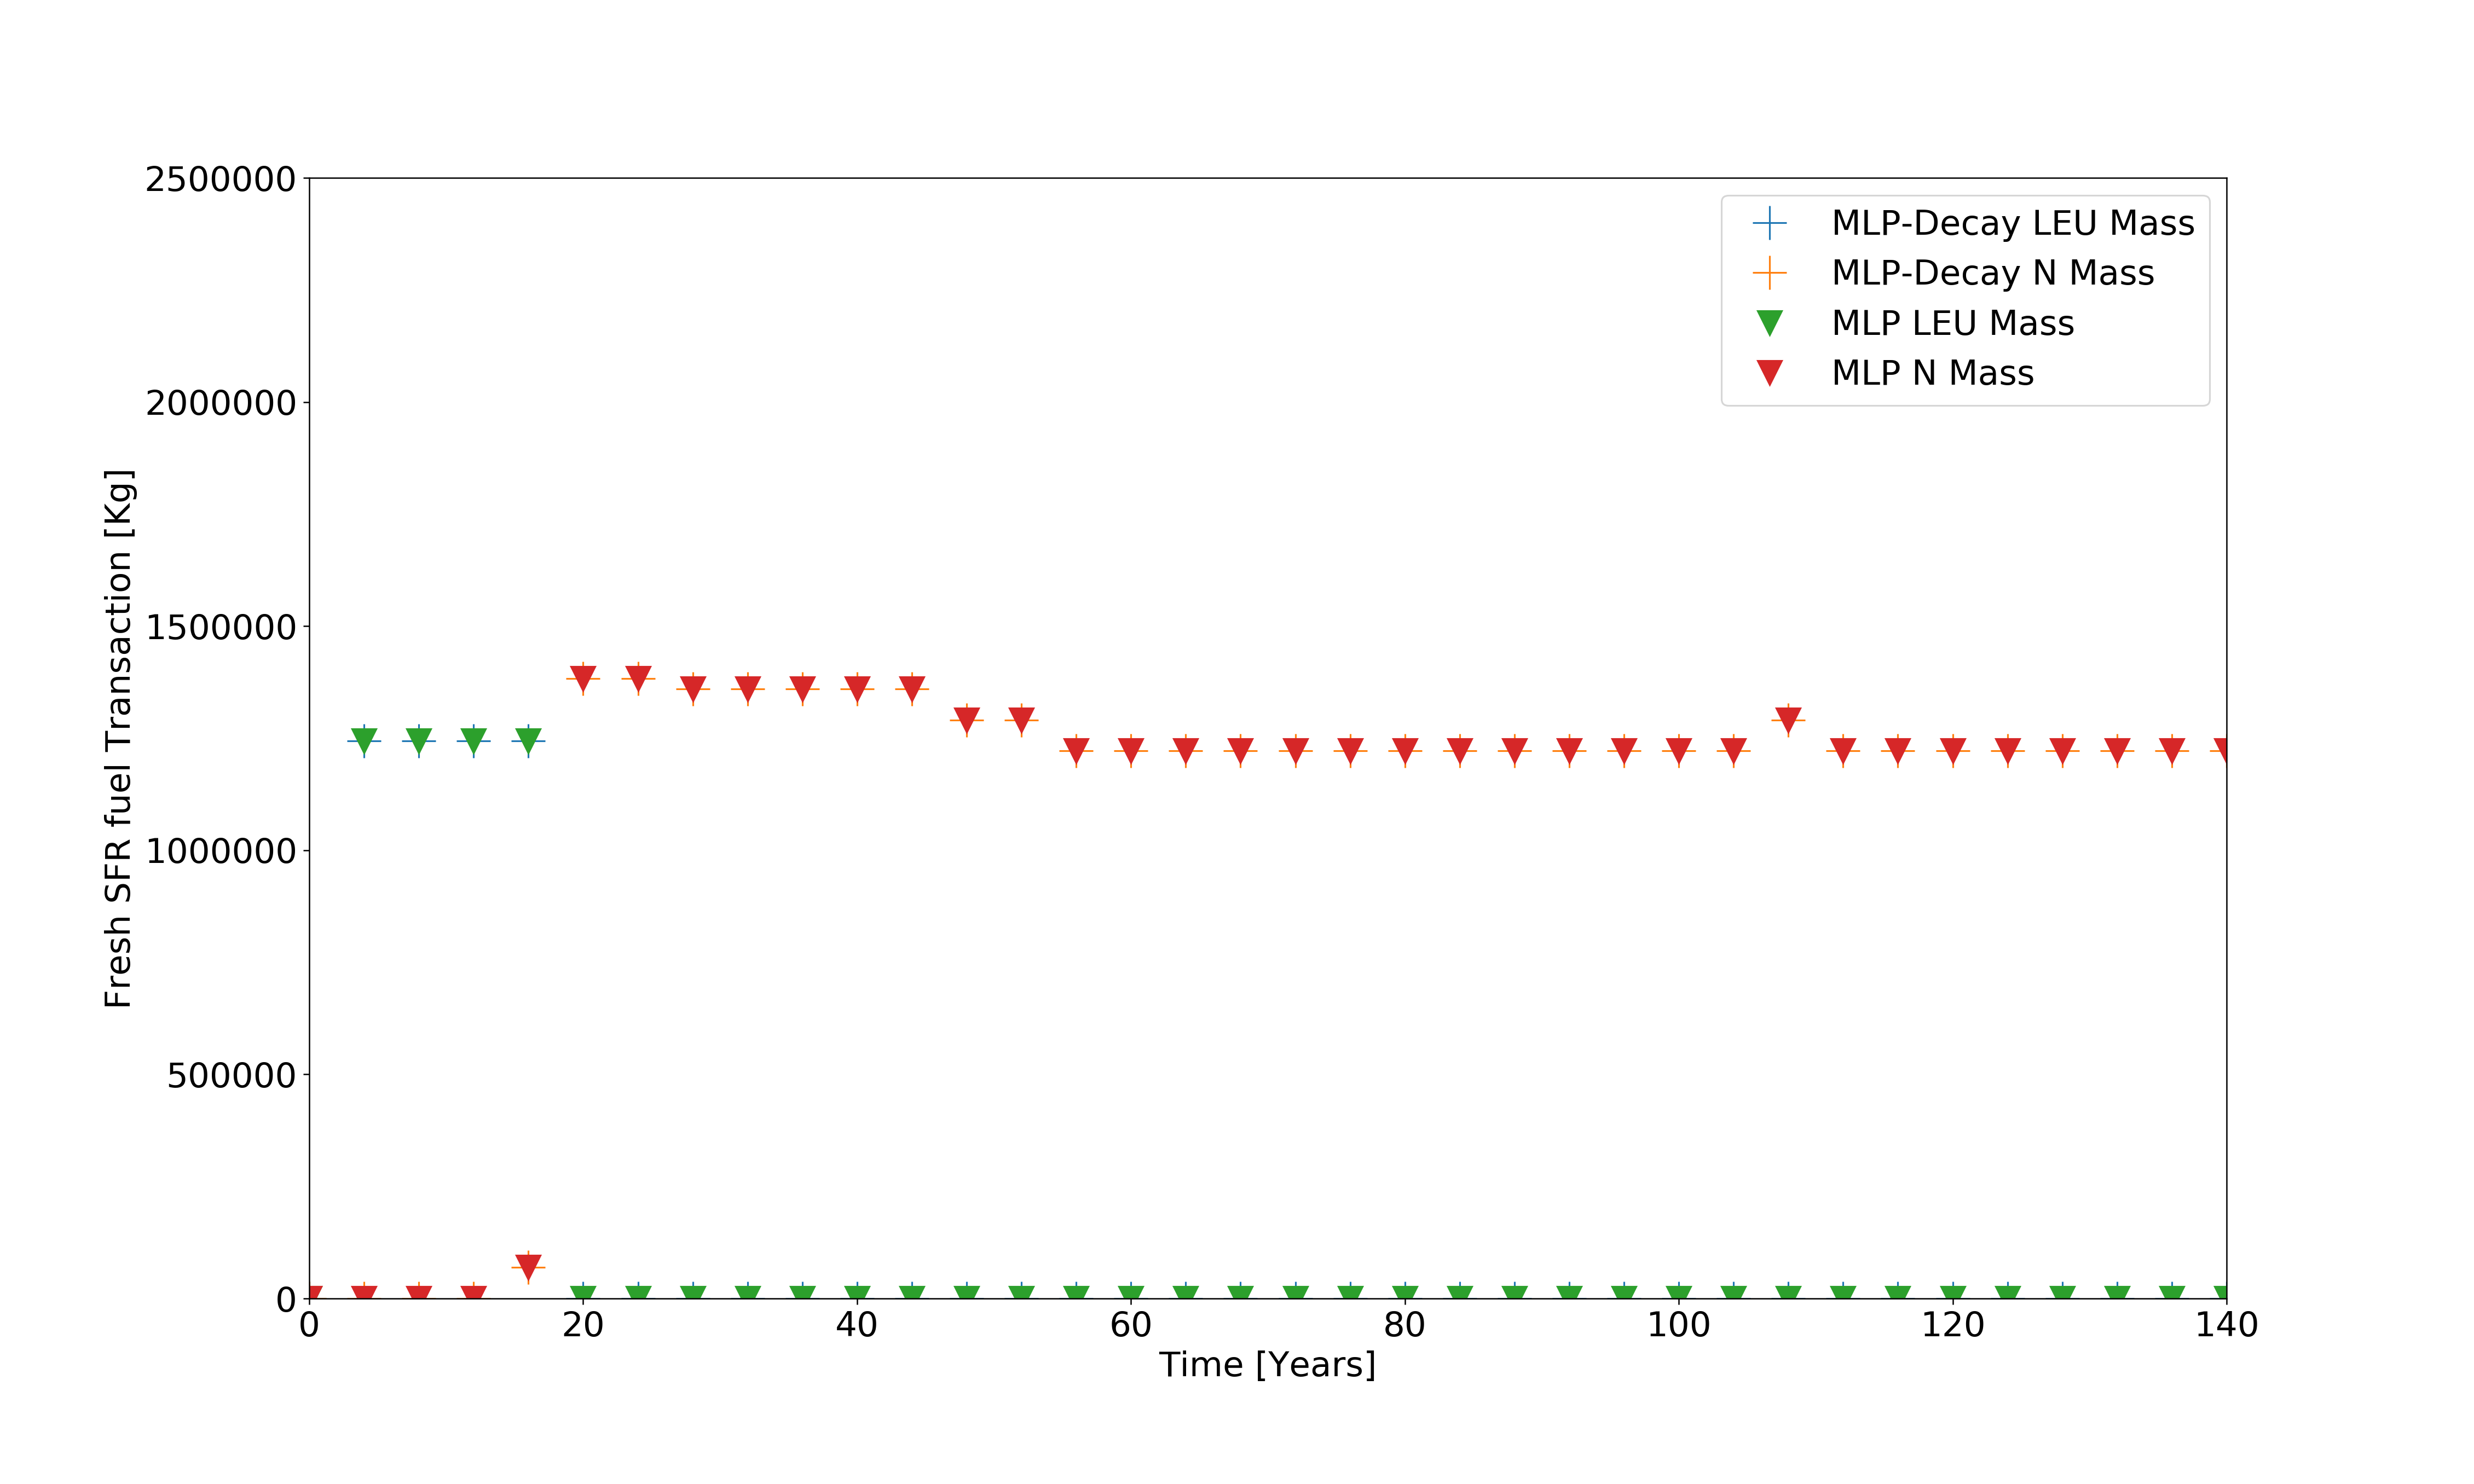 2500000
2000000
1500000
1000000
500000
0
Fresh SFR fuel Transaction [Kg]
MLP-Decay LEU Mass
MLP-Decay N Mass
MLP LEU Mass
MLP N Mass
0 20 40 60 80 100 120 140
Time [Years]